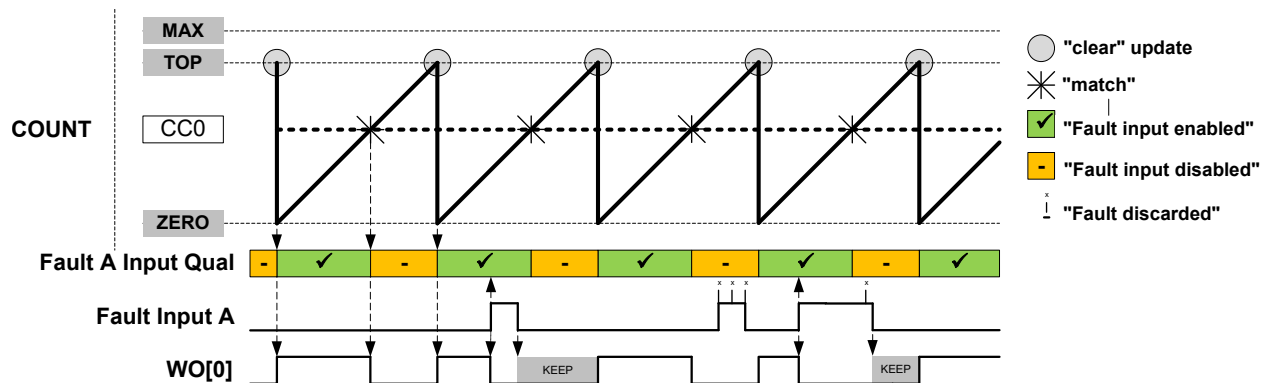 MAX
"clear" update
TOP
"match"
COUNT
CC0
"Fault input enabled"
- "Fault input disabled"
x
"Fault discarded"
-
ZERO
Fault A Input Qual - ✓ - ✓ - ✓ - ✓ - ✓
x x x x
Fault Input A
WO[0] KEEP KEEP